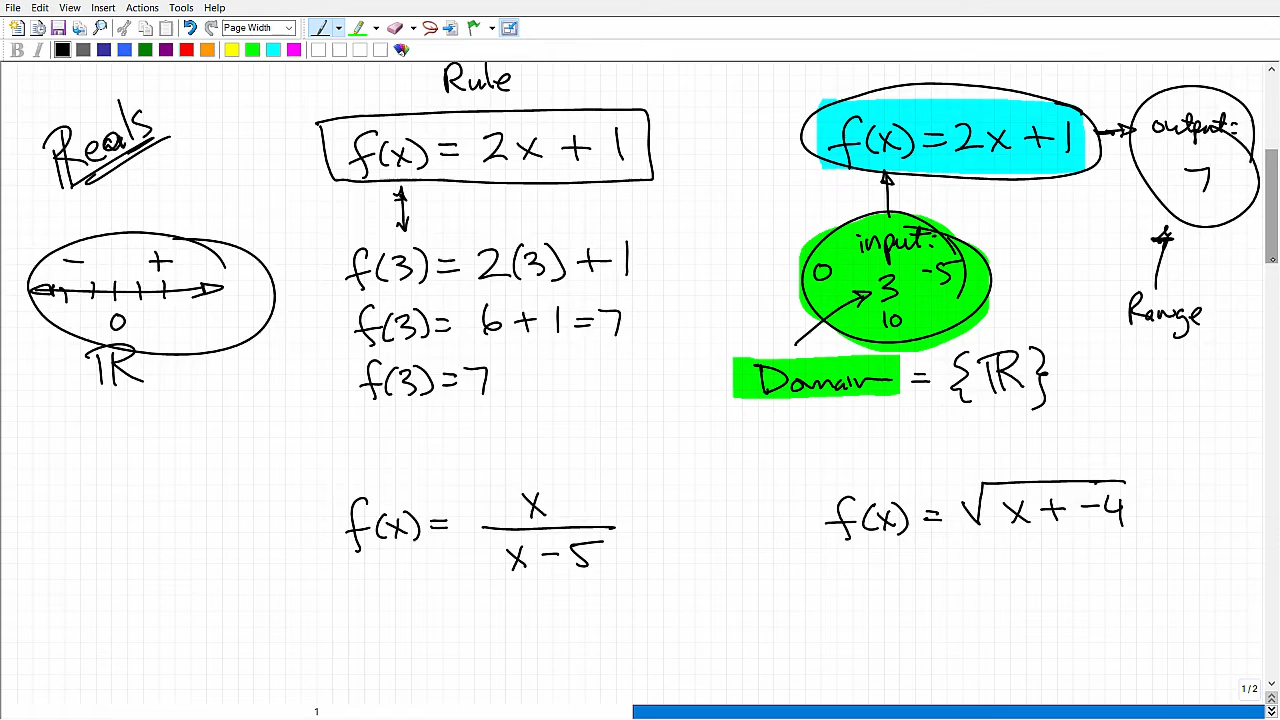 File Edit View Insert Actions Tools Help
Page Width
B I
Rule
Reals
f(x) = 2x + 1
f(x) = 2x + 1
output:
7
- +
0
ℝ
f(3) = 2(3) + 1
f(3) = 6 + 1 = 7
f(3) = 7
input:
0 3 -5
10
Range
Domain = {ℝ}
f(x) = x / x - 5
f(x) = √x + -4
1/2
1